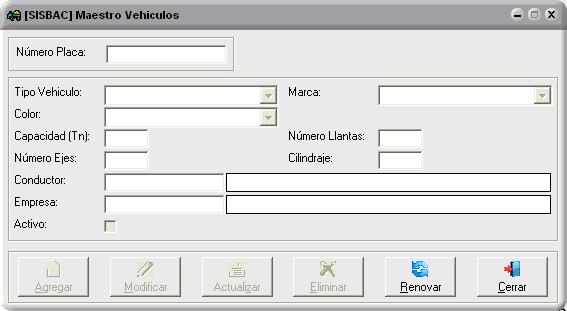 [SISBAC] Maestro Vehiculos
Número Placa:
Tipo Vehiculo: Marca:
Color:
Capacidad (Tn): Número Llantas:
Número Ejes: Cilindraje:
Conductor:
Empresa:
Activo:
Agregar Modificar Actualizar Eliminar Renovar Cerrar